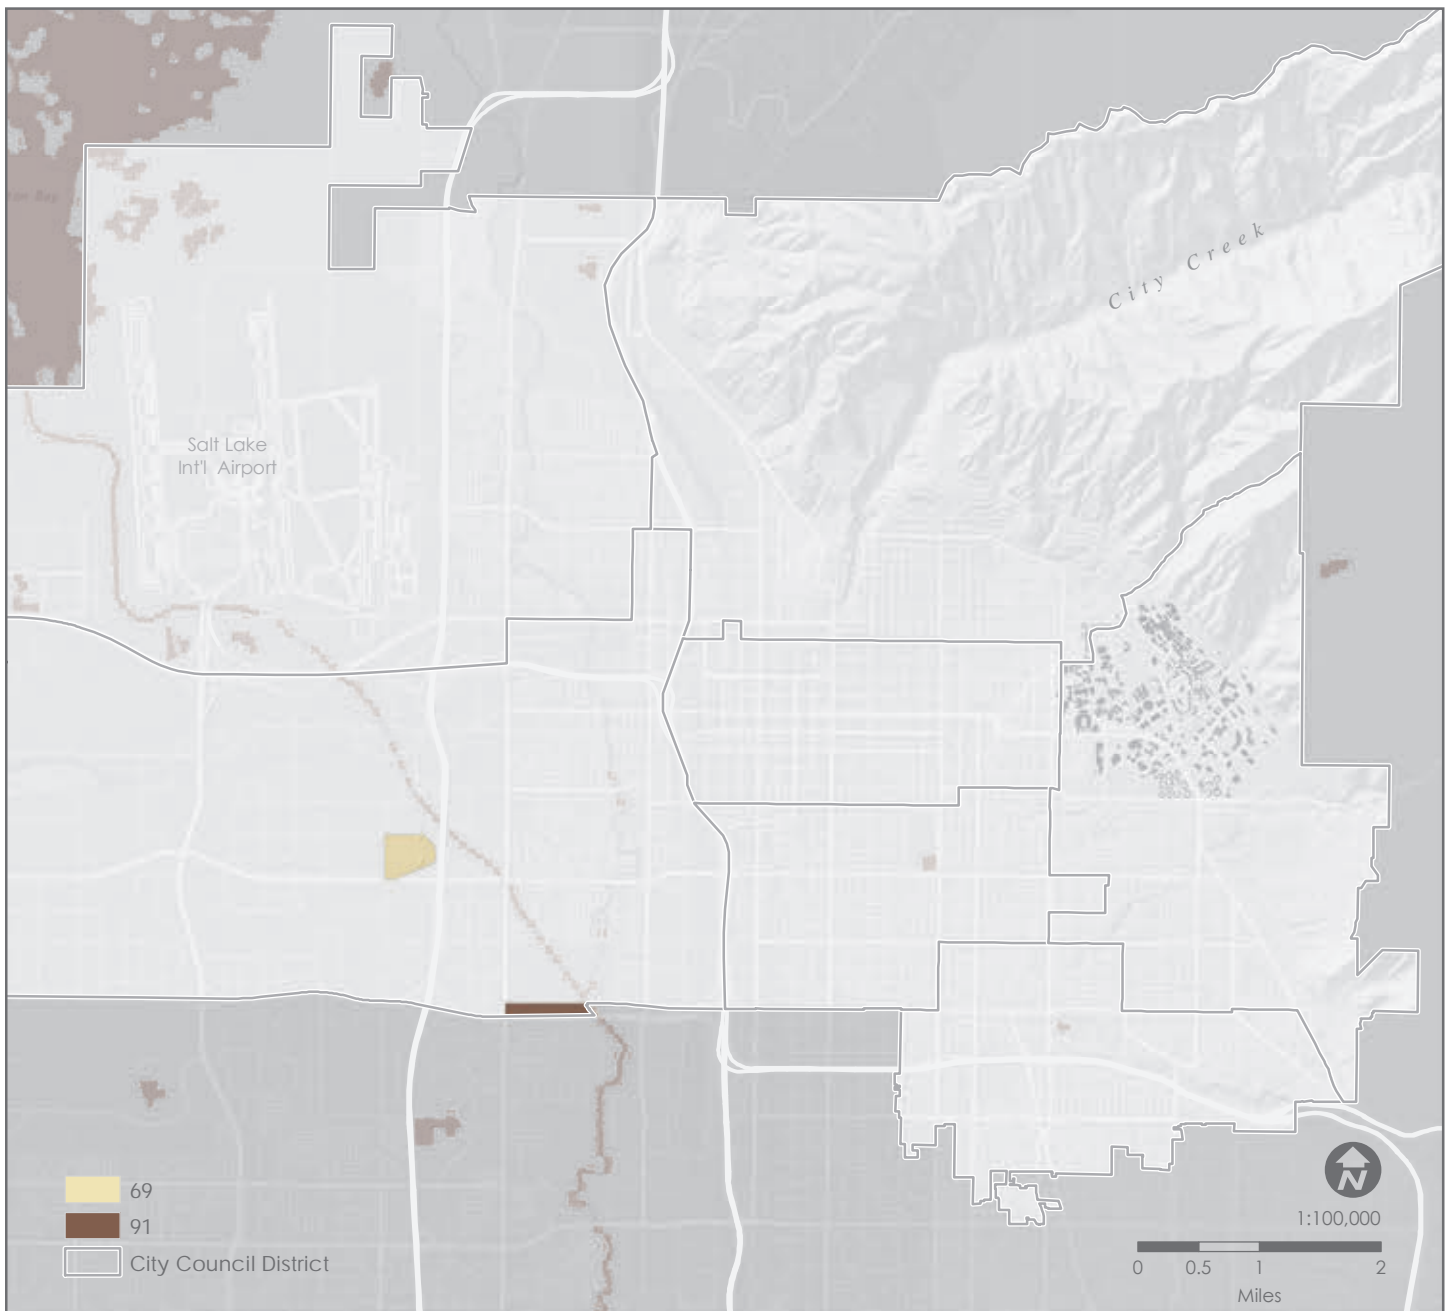 City Creek
Salt Lake
Int'l Airport
69
91
City Council District
N
1:100,000
0 0.5 1 2
Miles